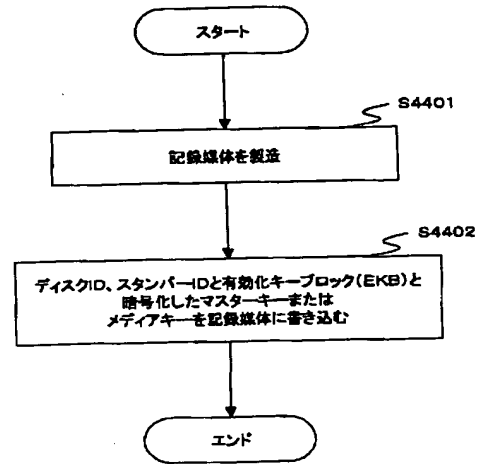 スタート
S4401
記録媒体を製造
S4402
ディスクID、スタンパーIDと有効化キーブロック(EKB)と
暗号化したマスターキーまたは
メディアキーを記録媒体に書き込む
エンド